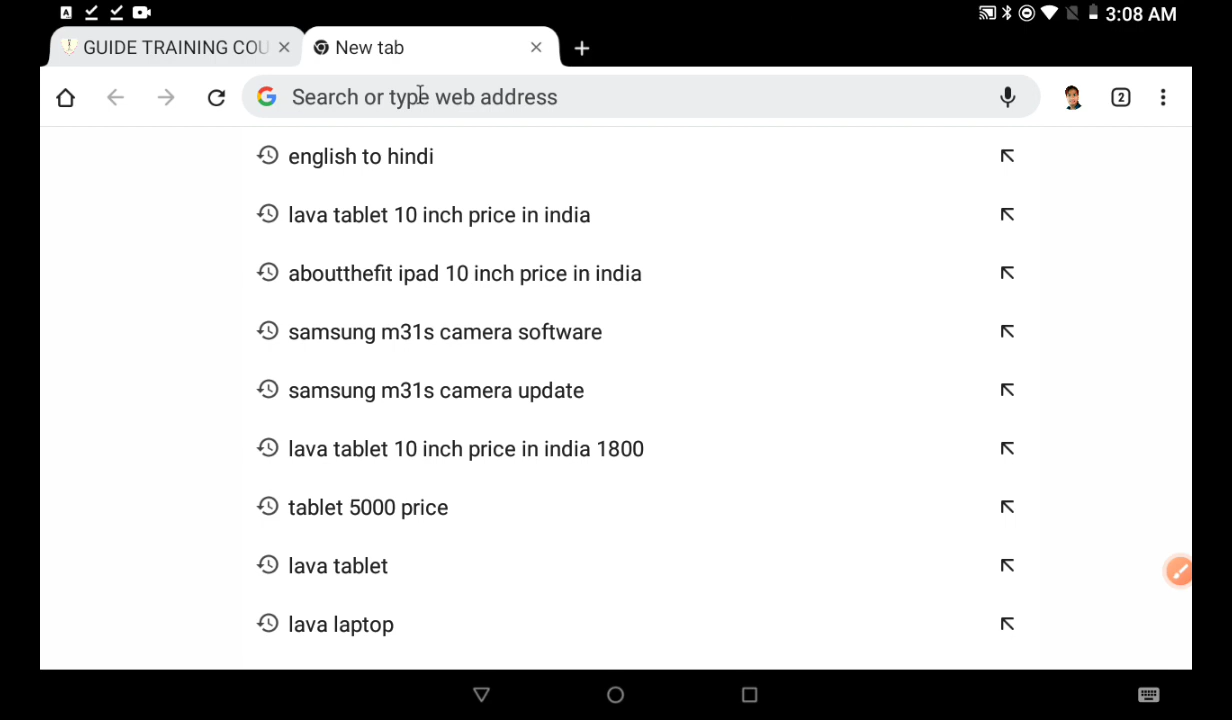 3:08 AM
GUIDE TRAINING COU
New tab
Search or type web address
2
english to hindi
lava tablet 10 inch price in india
aboutthefit ipad 10 inch price in india
samsung m31s camera software
samsung m31s camera update
lava tablet 10 inch price in india 1800
tablet 5000 price
lava tablet
lava laptop